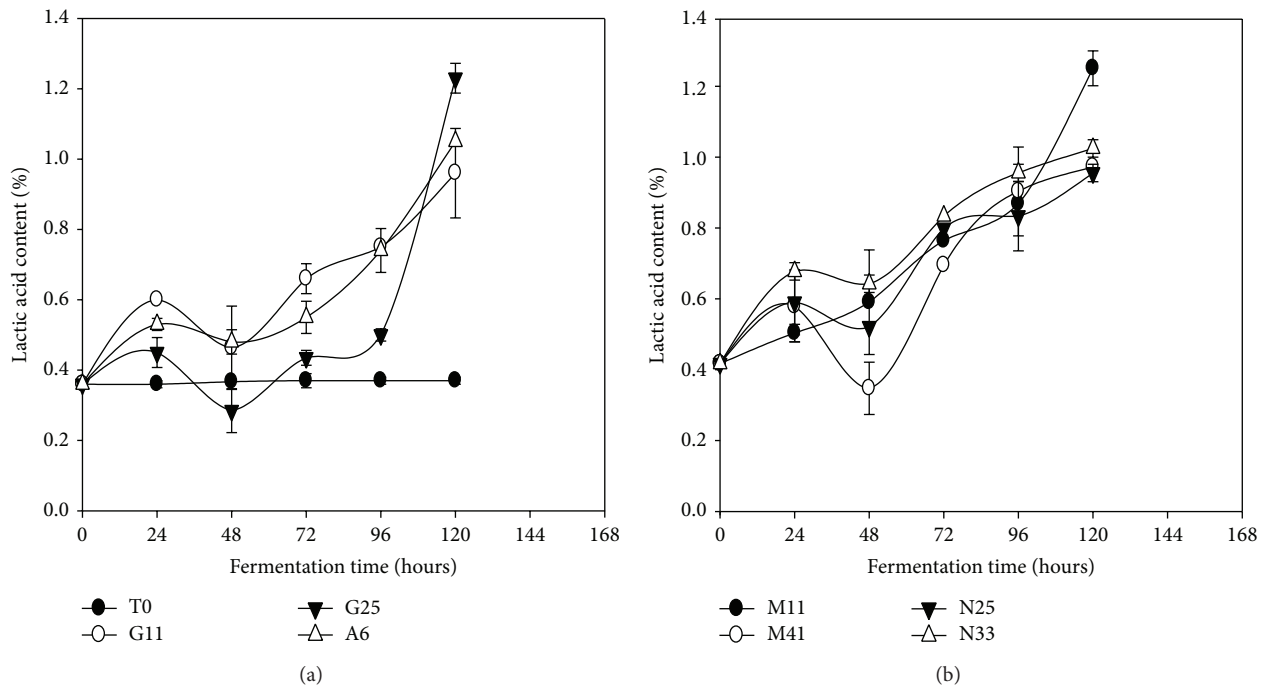 1.4
1.2
1.0
0.8
0.6
0.4
0.2
0.0
Lactic acid content (%)
0 24 48 72 96 120 144 168
Fermentation time (hours)
T0 G25
G11 A6
(a)
1.4
1.2
1.0
0.8
0.6
0.4
0.2
0.0
Lactic acid content (%)
0 24 48 72 96 120 144 168
Fermentation time (hours)
M11 N25
M41 N33
(b)